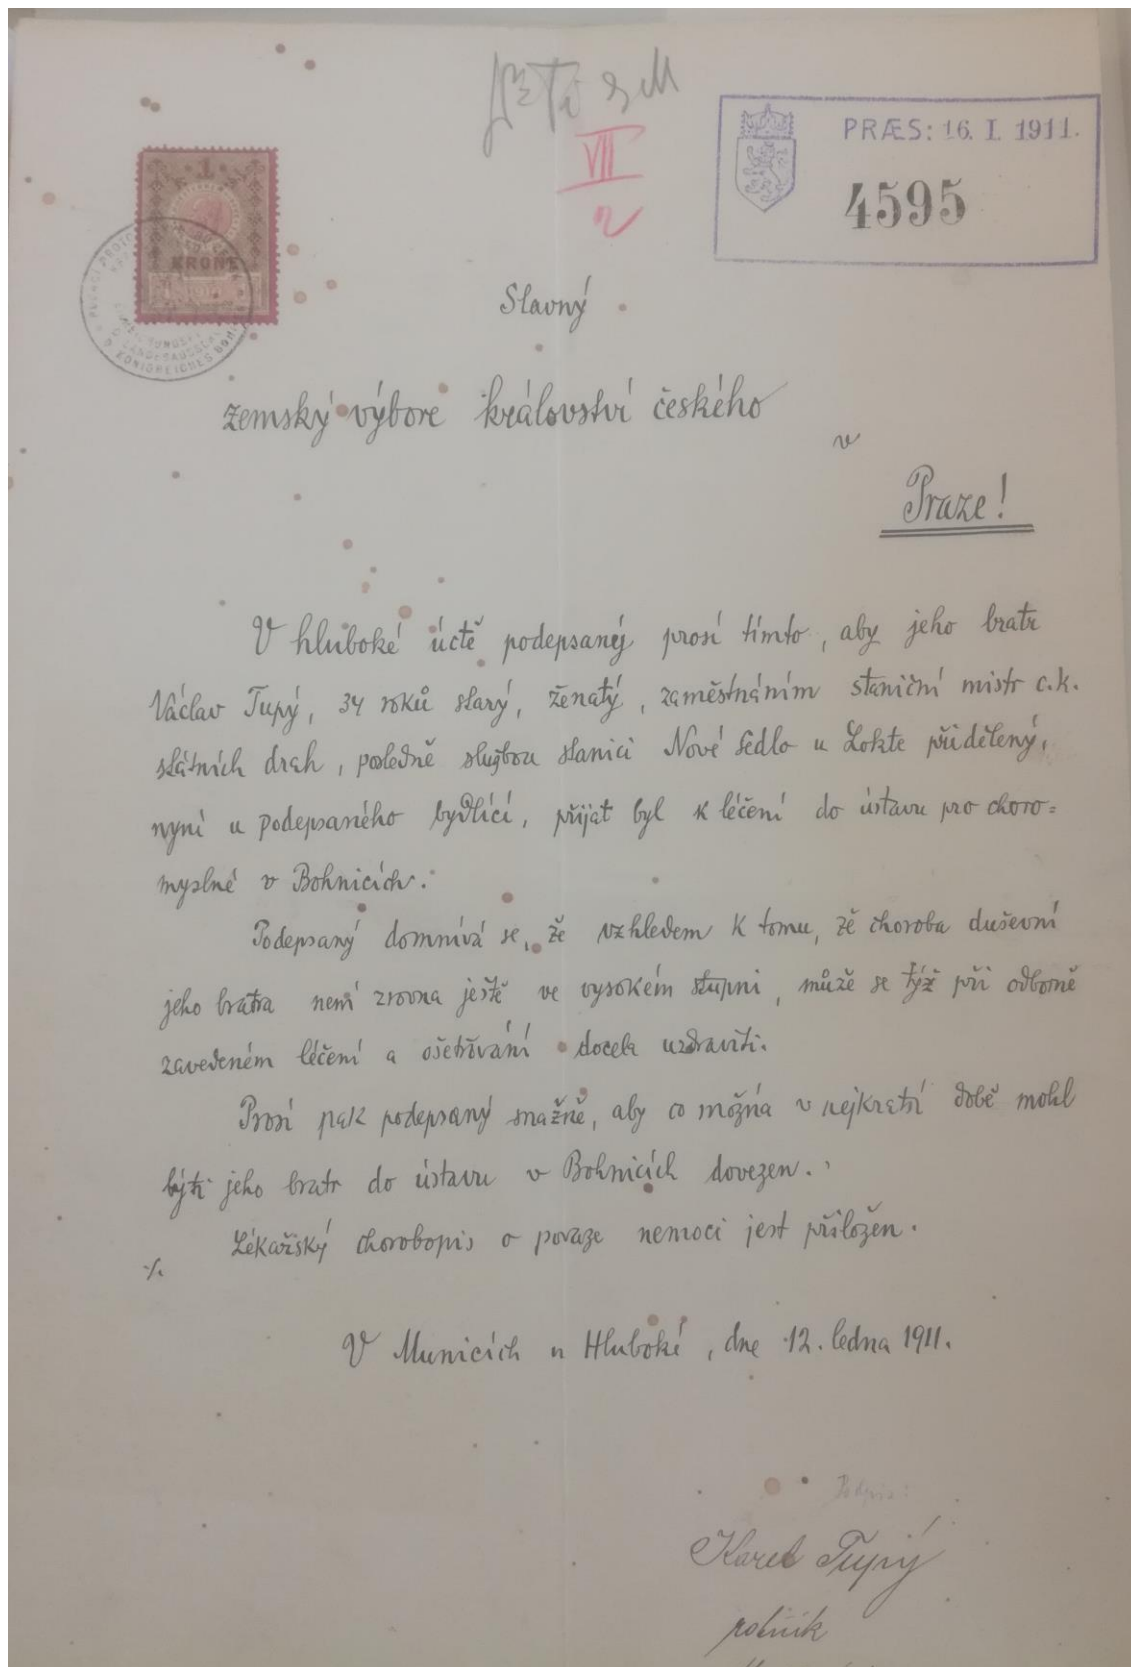 VII
PRÆS: 16. I. 1911.
4595
1
KRONE
Slavný
zemský výbore království českého
v
Praze!
V hluboké úctě podepsaný prosí tímto, aby jeho bratr
Václav Tupý, 34 roků starý, ženatý, zaměstnáním staniční mistr c.k.
státních drah, posledně službou stanici Nové Sedlo u Lokte přidělený,
nyní u podepsaného bydlící, přijat byl k léčení do ústavu pro choro=
myslné v Bohnicích.
Podepsaný domnívá se, že vzhledem k tomu, že choroba duševní
jeho bratra není zrovna ještě ve vysokém stupni, může se týž při odborně
zavedeném léčení a ošetřování docela uzdraviti.
Prosí pak podepsaný snažně, aby co možná v nejkratší době mohl
býti jeho bratr do ústavu v Bohnicích dovezen.
Lékařský chorobopis o povaze nemoci jest přiložen.
./.
V Municích u Hluboké, dne 12. ledna 1911.
Podpis:
Karel Tupý
rolník